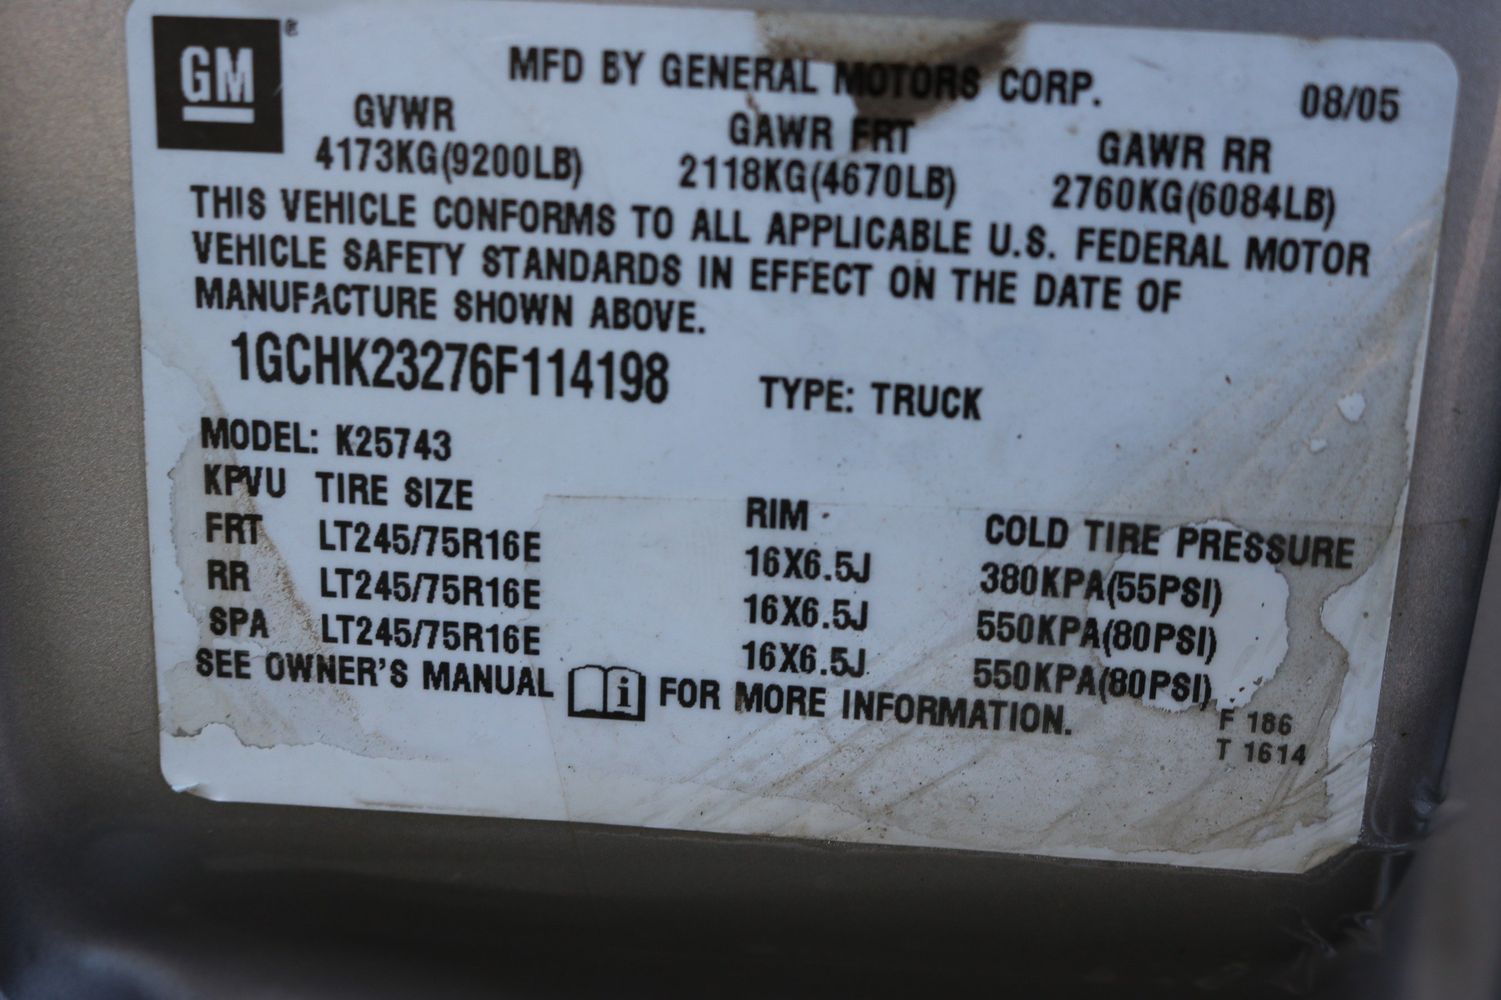 GM ®
MFD BY GENERAL MOTORS CORP. 08/05
GVWR GAWR FRT GAWR RR
4173KG(9200LB) 2118KG(4670LB) 2760KG(6084LB)
THIS VEHICLE CONFORMS TO ALL APPLICABLE U.S. FEDERAL MOTOR
VEHICLE SAFETY STANDARDS IN EFFECT ON THE DATE OF
MANUFACTURE SHOWN ABOVE.
1GCHK23276F114198 TYPE: TRUCK
MODEL: K25743
KPVU TIRE SIZE RIM COLD TIRE PRESSURE
FRT LT245/75R16E 16X6.5J 380KPA(55PSI)
RR LT245/75R16E 16X6.5J 550KPA(80PSI)
SPA LT245/75R16E 16X6.5J 550KPA(80PSI)
SEE OWNER'S MANUAL i FOR MORE INFORMATION.
F 186
T 1614